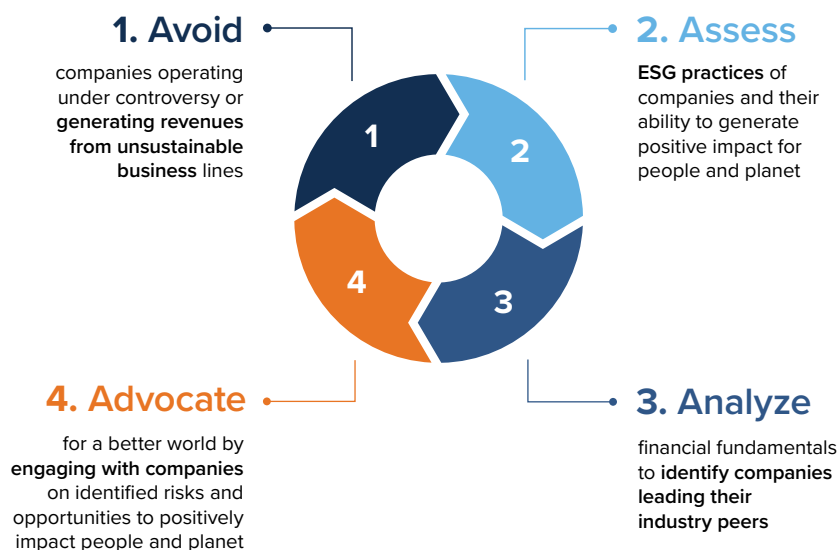 1. Avoid
companies operating
under controversy or
generating revenues
from unsustainable
business lines
2. Assess
ESG practices of
companies and their
ability to generate
positive impact for
people and planet
1
2
4
3
4. Advocate
for a better world by
engaging with companies
on identified risks and
opportunities to positively
impact people and planet
3. Analyze
financial fundamentals
to identify companies
leading their
industry peers